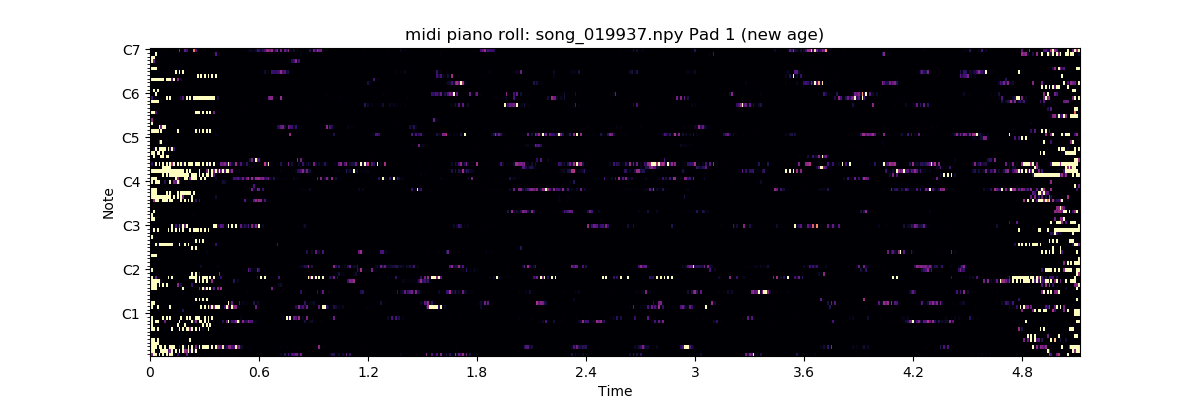 midi piano roll: song_019937.npy Pad 1 (new age)
C7
C6
C5
C4
C3
C2
C1
Note
0 0.6 1.2 1.8 2.4 3 3.6 4.2 4.8
Time